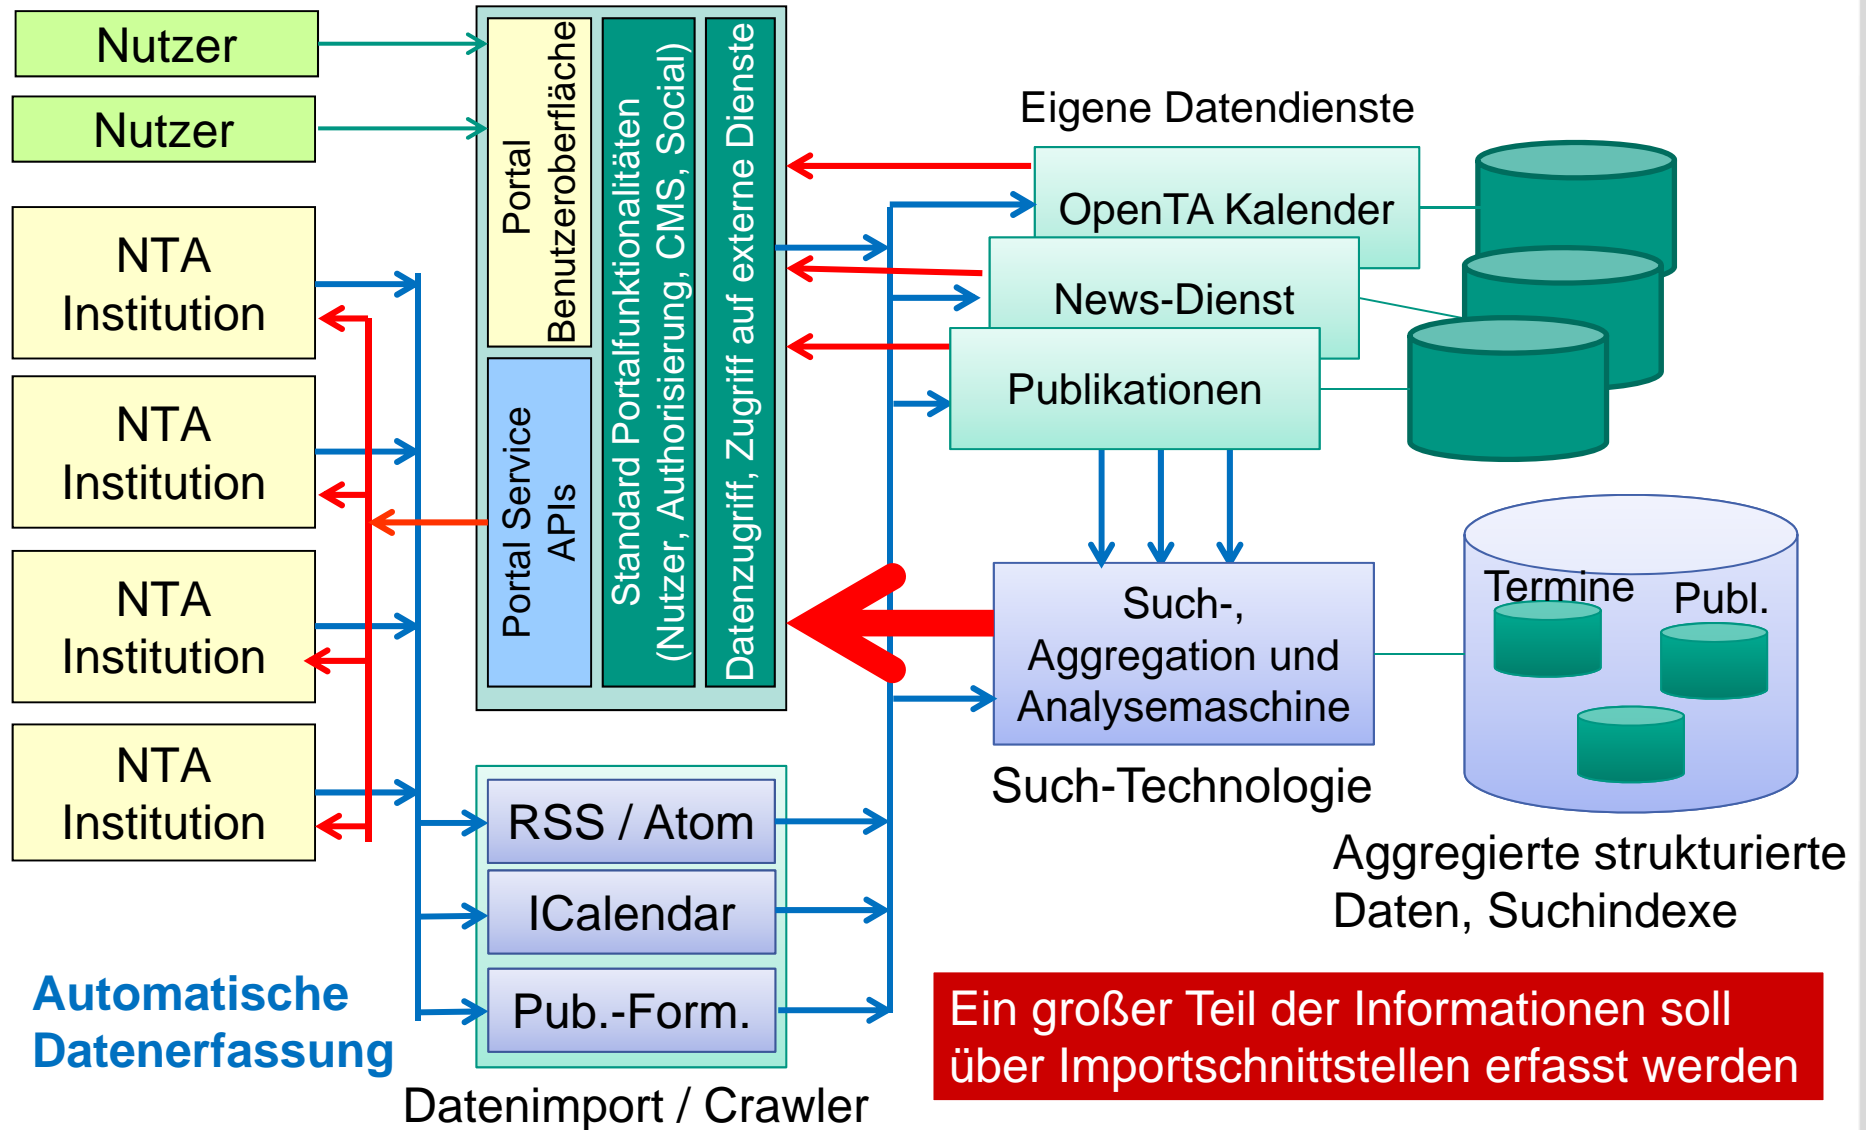 Nutzer
Nutzer
NTA
Institution
NTA
Institution
NTA
Institution
NTA
Institution
Automatische
Datenerfassung
Portal
Benutzeroberfläche
Portal Service
APIs
Standard Portalfunktionalitäten
(Nutzer, Authorisierung, CMS, Social)
Datenzugriff, Zugriff auf externe Dienste
RSS / Atom
ICalendar
Pub.-Form.
Datenimport / Crawler
Eigene Datendienste
OpenTA Kalender
News-Dienst
Publikationen
Such-,
Aggregation und
Analysemaschine
Such-Technologie
Termine
Publ.
Aggregierte strukturierte
Daten, Suchindexe
Ein großer Teil der Informationen soll
über Importschnittstellen erfasst werden